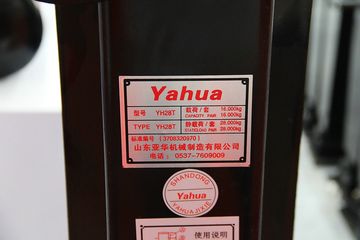 Yahua
型号 YH28T 载荷/套 16.000kg
CAPACITY PAIR 16.000kg
TYPE YH28T 静载荷/套 28.000kg
STATICLOAD PAIR 28.000kg
标准编号 (3708320970)
山东亚华机械制造有限公司
电话: 0537-7609009
SHANDONG
Yahua
YAHUAJIXIE
使用说明